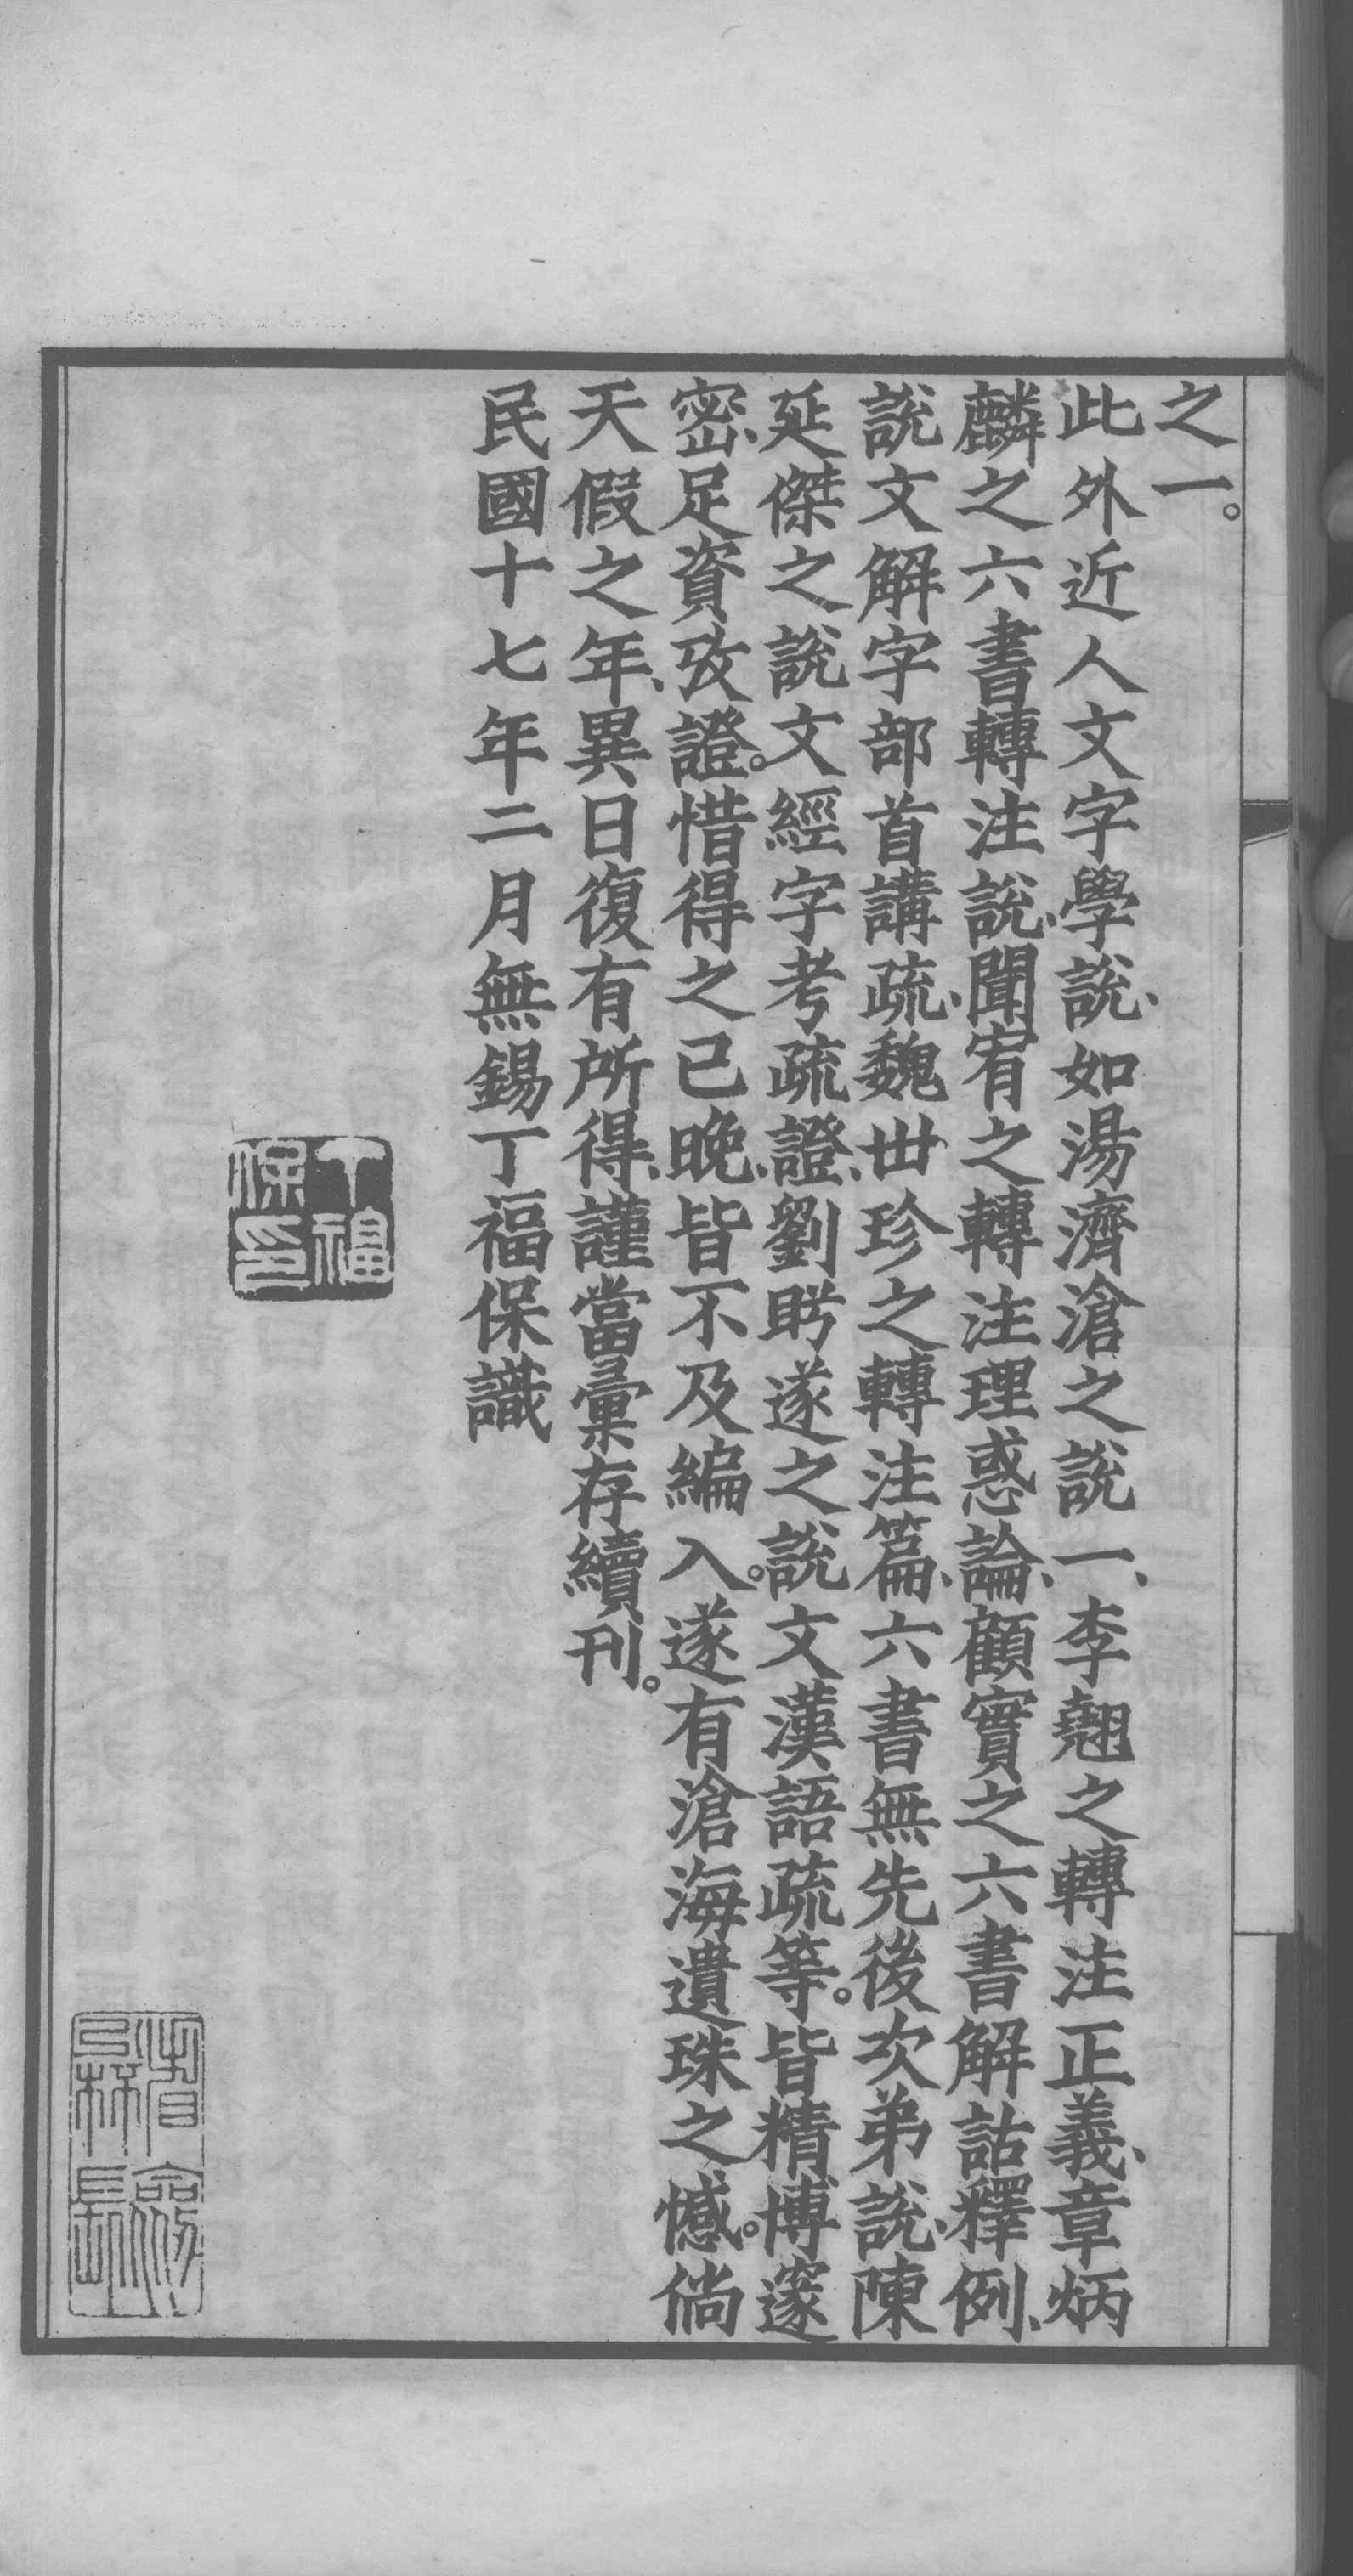 之一。
此外近人文字學說、如湯濟滄之說一、李翹之轉注正義、章炳
麟之六書轉注說、聞宥之轉注理惑論、顧實之六書解詁釋例、
說文解字部首講疏、魏世珍之轉注篇、六書無先後次弟說、陳
延傑之說文經字考疏證、劉盻遂之說文漢語疏等。皆精博邃
密、足資攷證。惜得之已晚、皆不及編入。遂有滄海遺珠之憾。倘
天假之年、異日復有所得、謹當彙存續刊。
民國十七年二月無錫丁福保識
丁福
保印